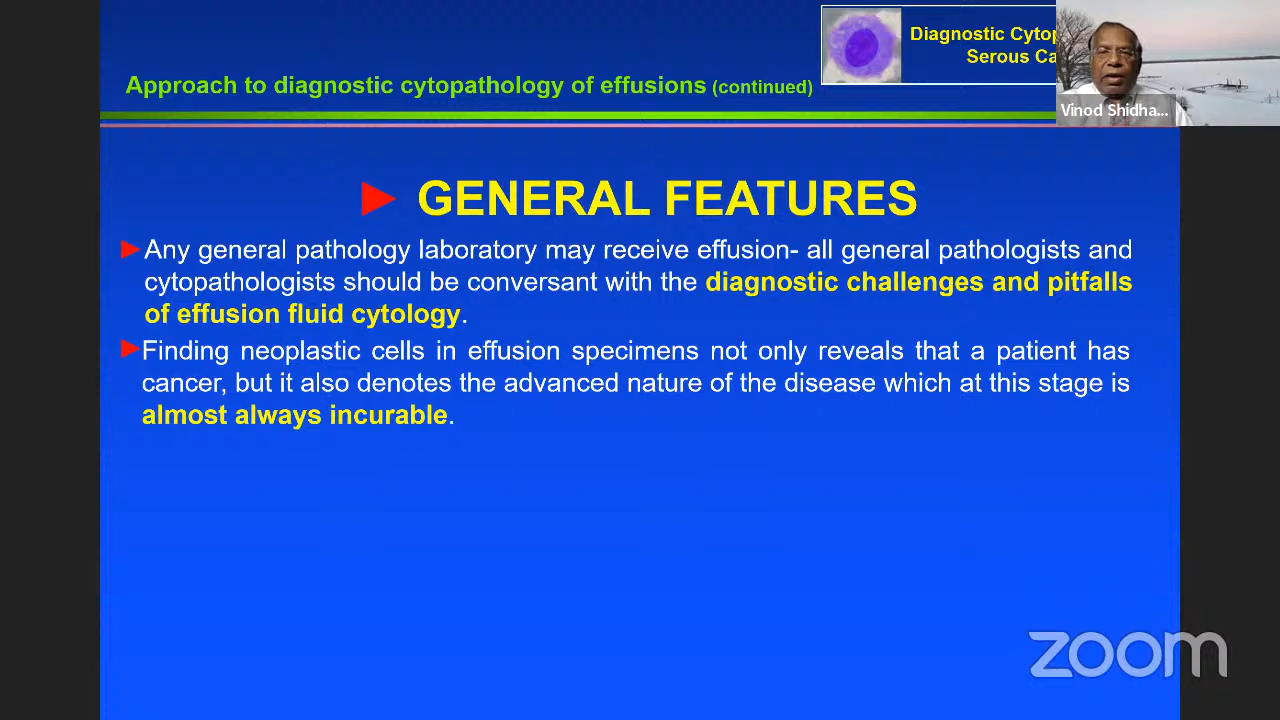 Diagnostic
Serous
Approach to diagnostic cytopathology of effusions (continued)
Vinod Shidha...
► GENERAL FEATURES
►Any general pathology laboratory may receive effusion- all general pathologists and
cytopathologists should be conversant with the diagnostic challenges and pitfalls
of effusion fluid cytology.
►Finding neoplastic cells in effusion specimens not only reveals that a patient has
cancer, but it also denotes the advanced nature of the disease which at this stage is
almost always incurable.
zoom